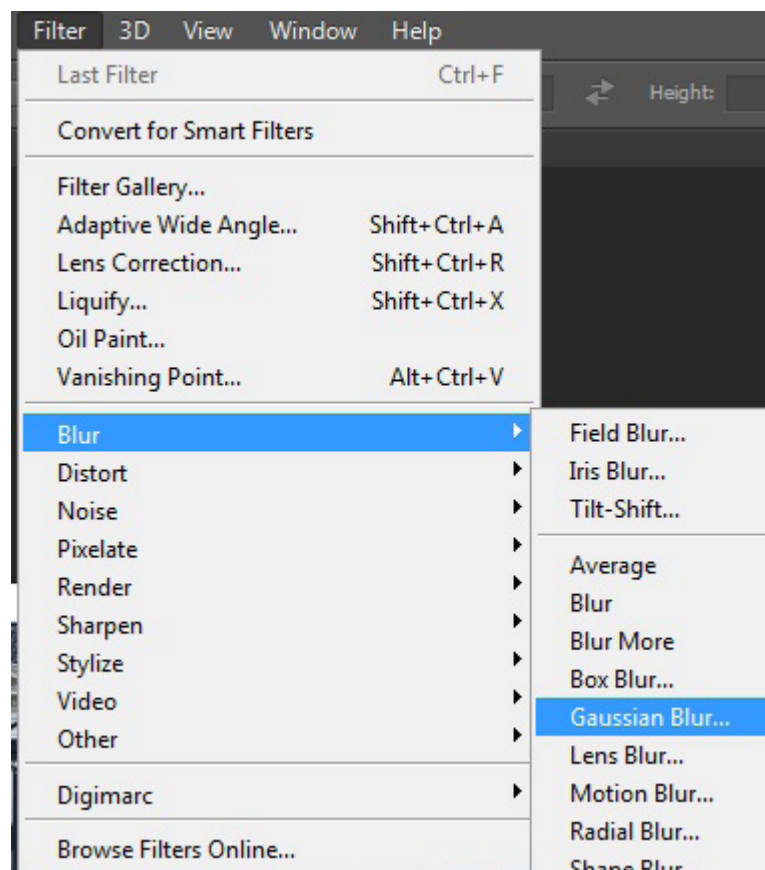 Filter 3D View Window Help
Height:
Last Filter Ctrl+F
Convert for Smart Filters
Filter Gallery...
Adaptive Wide Angle... Shift+Ctrl+A
Lens Correction... Shift+Ctrl+R
Liquify... Shift+Ctrl+X
Oil Paint...
Vanishing Point... Alt+Ctrl+V
Blur
Distort
Noise
Pixelate
Render
Sharpen
Stylize
Video
Other
Digimarc
Browse Filters Online...
Field Blur...
Iris Blur...
Tilt-Shift...
Average
Blur
Blur More
Box Blur...
Gaussian Blur...
Lens Blur...
Motion Blur...
Radial Blur...
Shape Blur